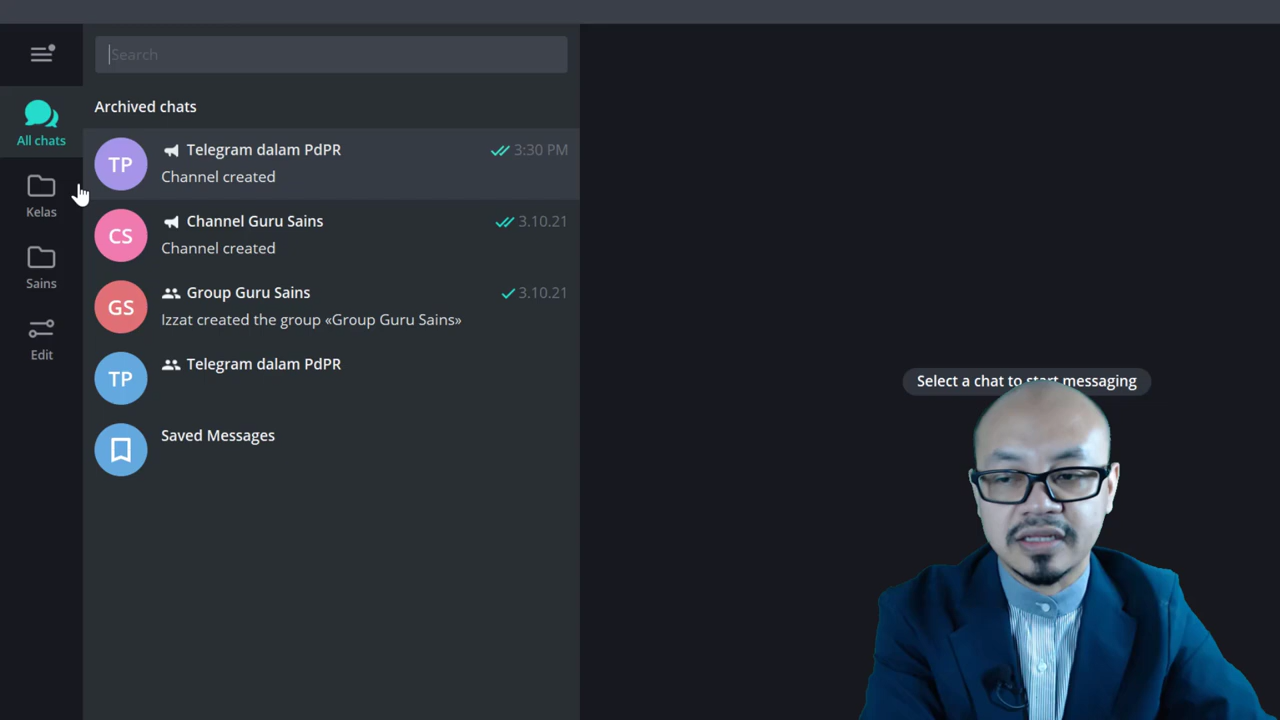 Search
Archived chats
All chats
TP
Telegram dalam PdPR
3:30 PM
Channel created
Kelas
CS
Channel Guru Sains
3.10.21
Channel created
Sains
GS
Group Guru Sains
3.10.21
Izzat created the group «Group Guru Sains»
Edit
TP
Telegram dalam PdPR
Saved Messages
Select a chat to start messaging